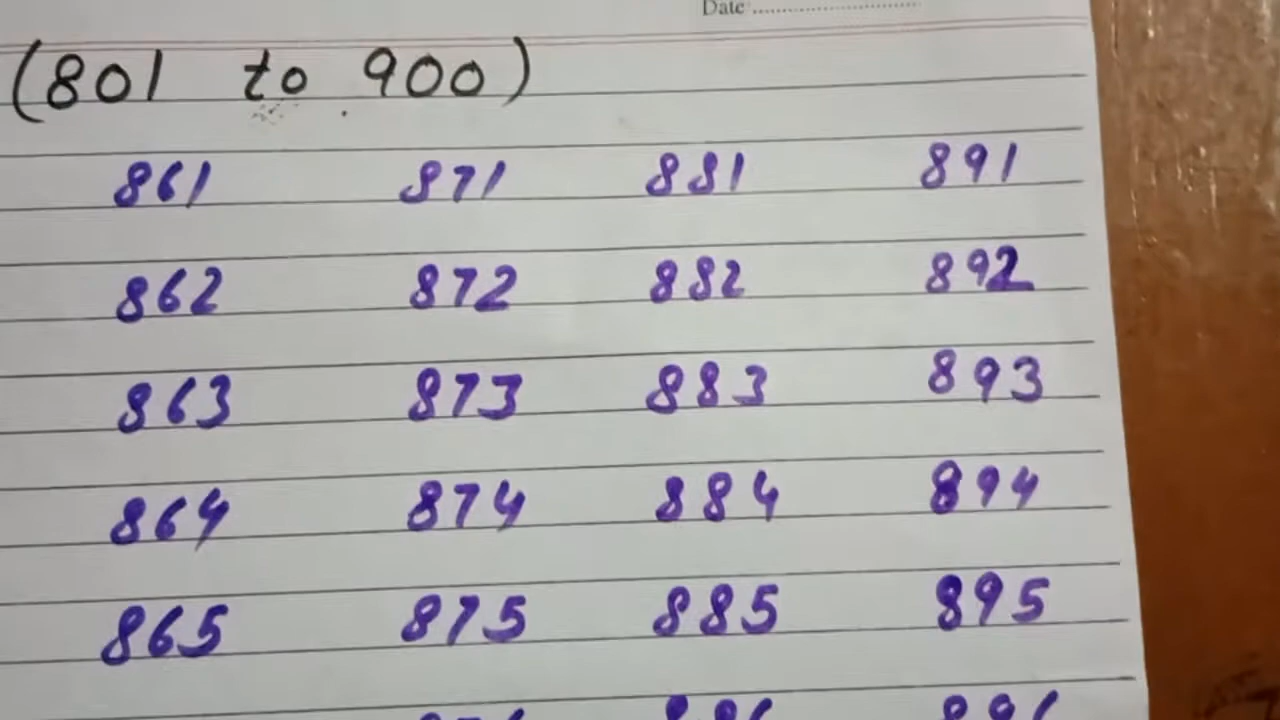 Date ................................
(801 to 900)
861 871 881 891
862 872 882 892
863 873 883 893
864 874 884 894
865 875 885 895